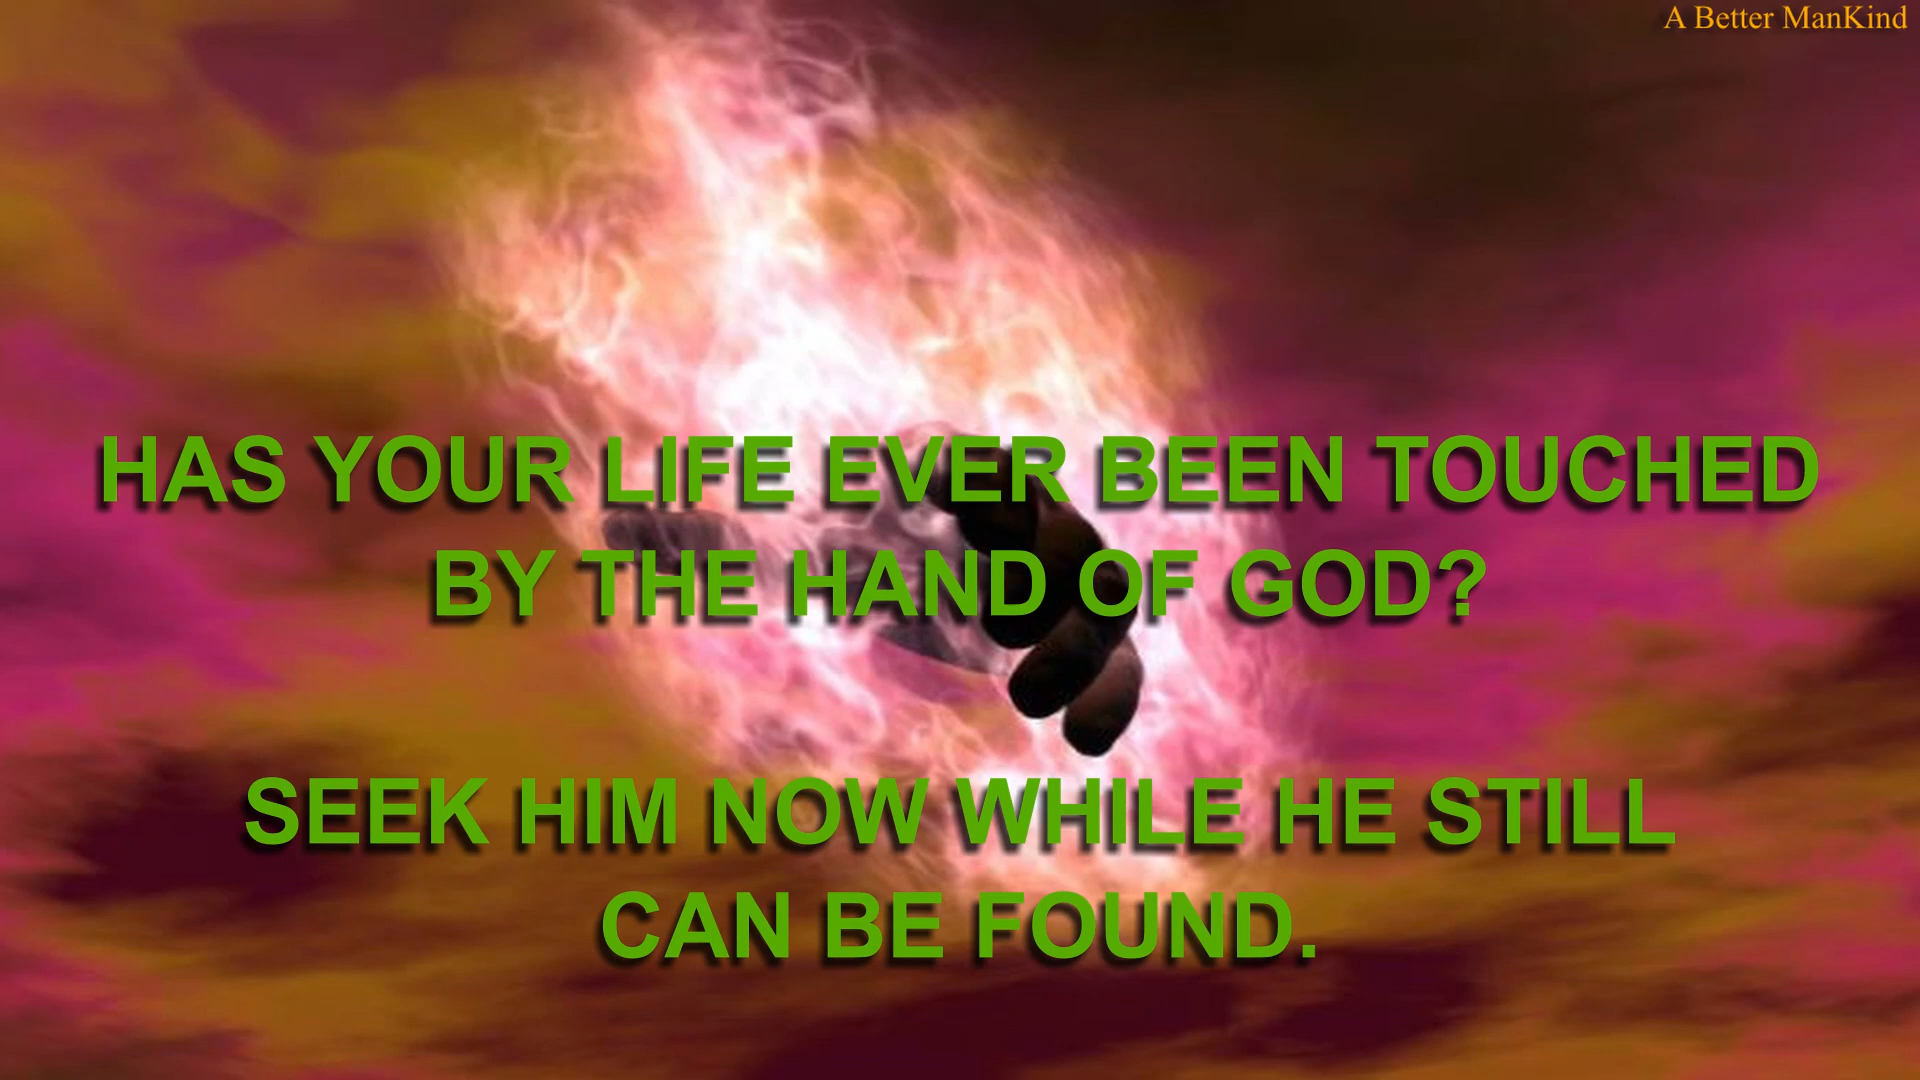 A Better ManKind
HAS YOUR LIFE EVER BEEN TOUCHED
BY THE HAND OF GOD?
SEEK HIM NOW WHILE HE STILL
CAN BE FOUND.